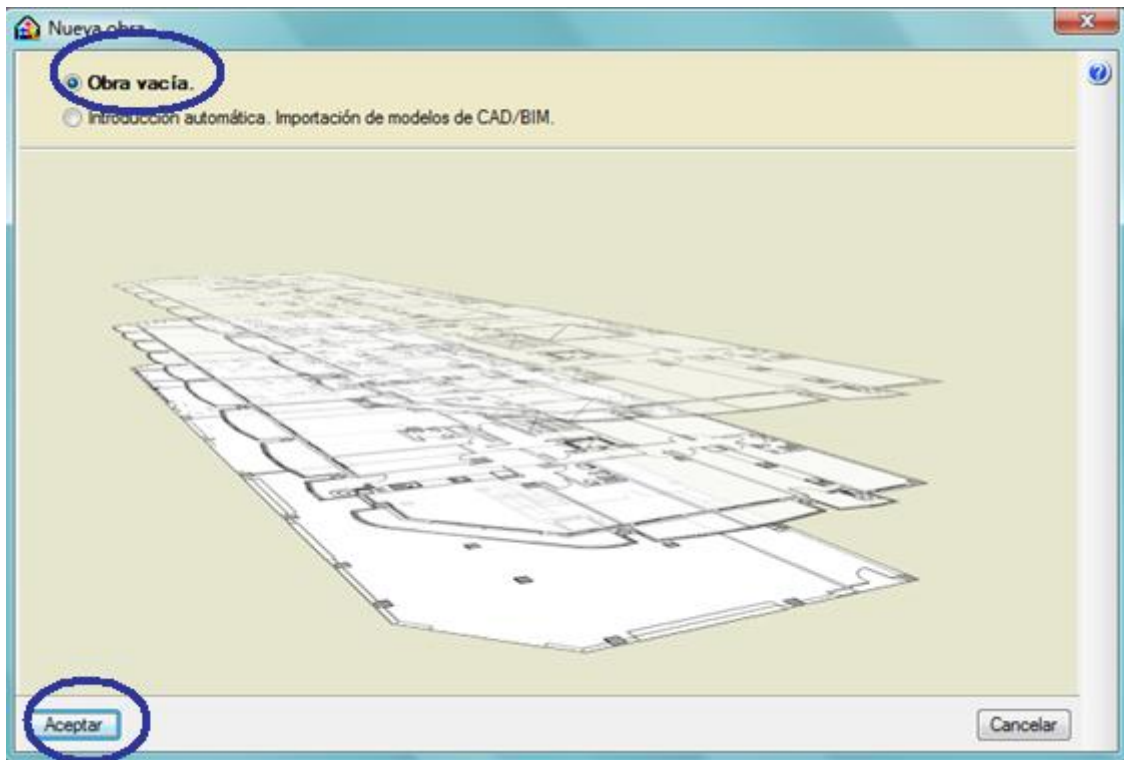 Nueva obra
Obra vacía.
Introducción automática. Importación de modelos de CAD/BIM.
Aceptar
Cancelar